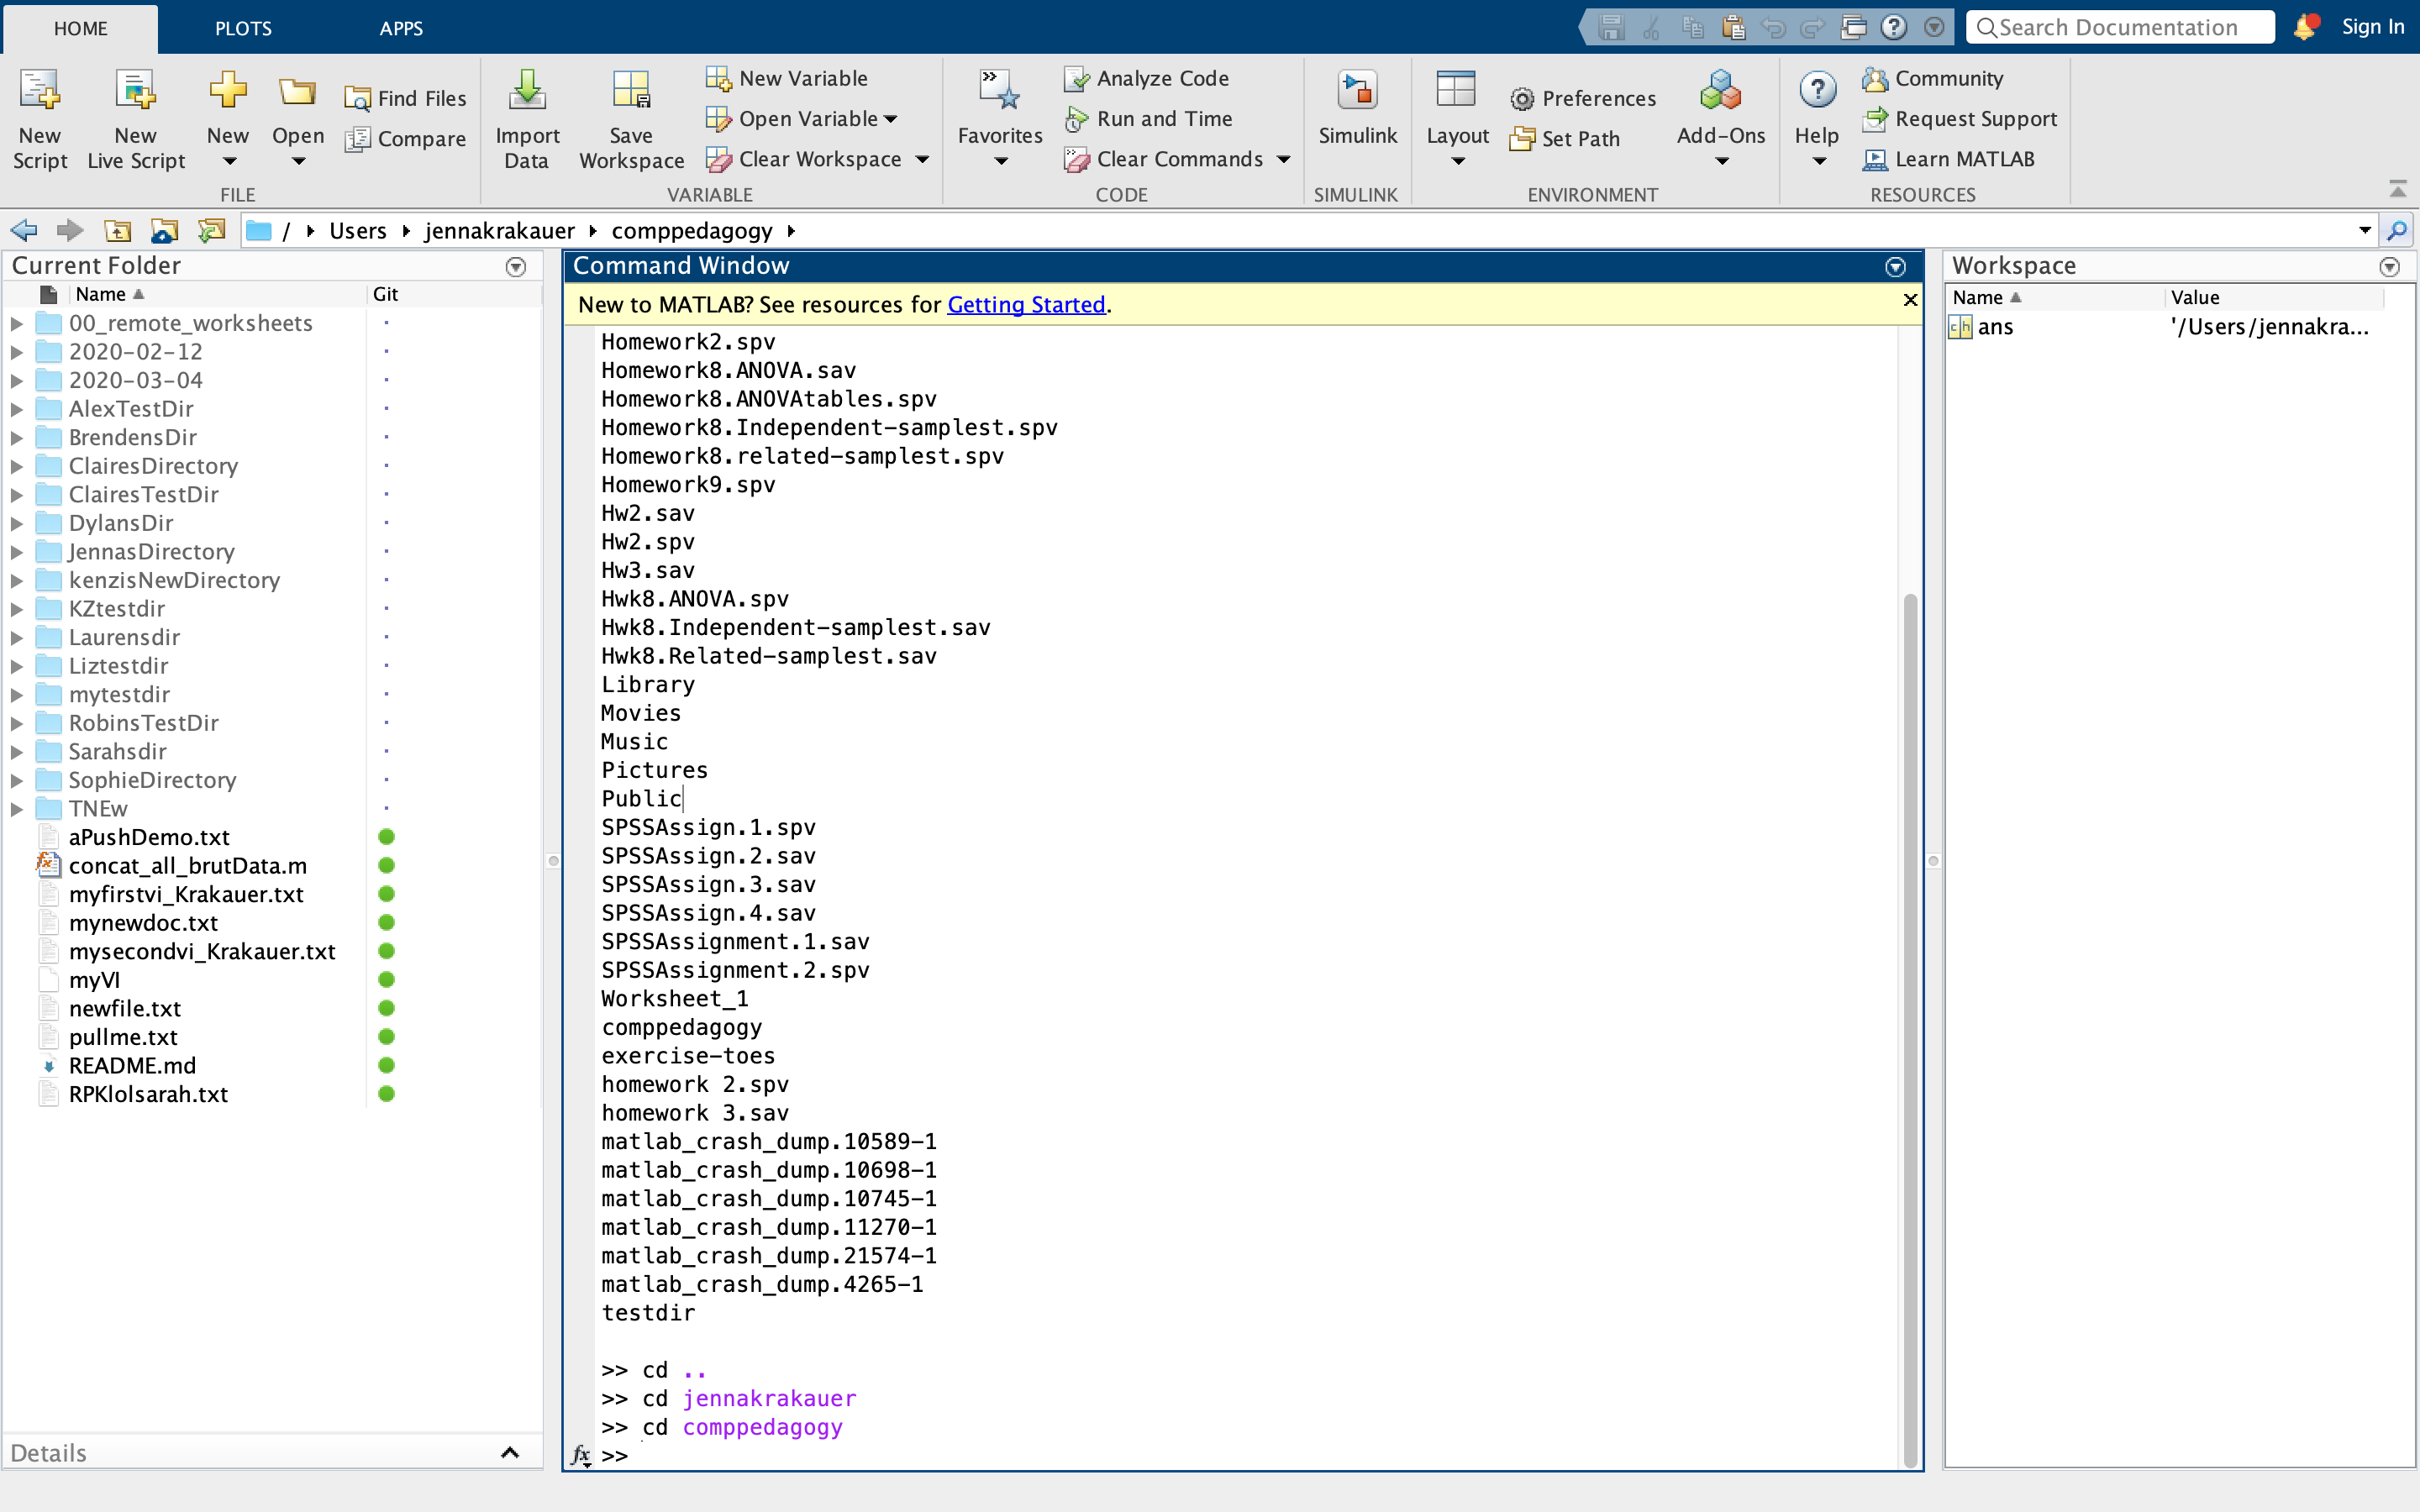 HOME PLOTS APPS Search Documentation Sign In
New Script
New Live Script
New
Open
Find Files
Compare
FILE
Import Data
Save Workspace
New Variable
Open Variable
Clear Workspace
VARIABLE
Favorites
Analyze Code
Run and Time
Clear Commands
CODE
Simulink
SIMULINK
Layout
Preferences
Set Path
Add-Ons
ENVIRONMENT
Help
Community
Request Support
Learn MATLAB
RESOURCES
/ Users jennakrakauer comppedagogy
Current Folder
Name Git
00_remote_worksheets
2020-02-12
2020-03-04
AlexTestDir
BrendensDir
ClairesDirectory
ClairesTestDir
DylansDir
JennasDirectory
kenzisNewDirectory
KZtestdir
Laurensdir
Liztestdir
mytestdir
RobinsTestDir
Sarahsdir
SophieDirectory
TNEw
aPushDemo.txt
concat_all_brutData.m
myfirstvi_Krakauer.txt
mynewdoc.txt
mysecondvi_Krakauer.txt
myVI
newfile.txt
pullme.txt
README.md
RPKlolsarah.txt
Details
Command Window
New to MATLAB? See resources for Getting Started.
Homework2.spv
Homework8.ANOVA.sav
Homework8.ANOVAtables.spv
Homework8.Independent-samplest.spv
Homework8.related-samplest.spv
Homework9.spv
Hw2.sav
Hw2.spv
Hw3.sav
Hwk8.ANOVA.spv
Hwk8.Independent-samplest.sav
Hwk8.Related-samplest.sav
Library
Movies
Music
Pictures
Public
SPSSAssign.1.spv
SPSSAssign.2.sav
SPSSAssign.3.sav
SPSSAssign.4.sav
SPSSAssignment.1.sav
SPSSAssignment.2.spv
Worksheet_1
comppedagogy
exercise-toes
homework 2.spv
homework 3.sav
matlab_crash_dump.10589-1
matlab_crash_dump.10698-1
matlab_crash_dump.10745-1
matlab_crash_dump.11270-1
matlab_crash_dump.21574-1
matlab_crash_dump.4265-1
testdir
>> cd ..
>> cd jennakrakauer
>> cd comppedagogy
fx >>
Workspace
Name Value
ch ans '/Users/jennakra...